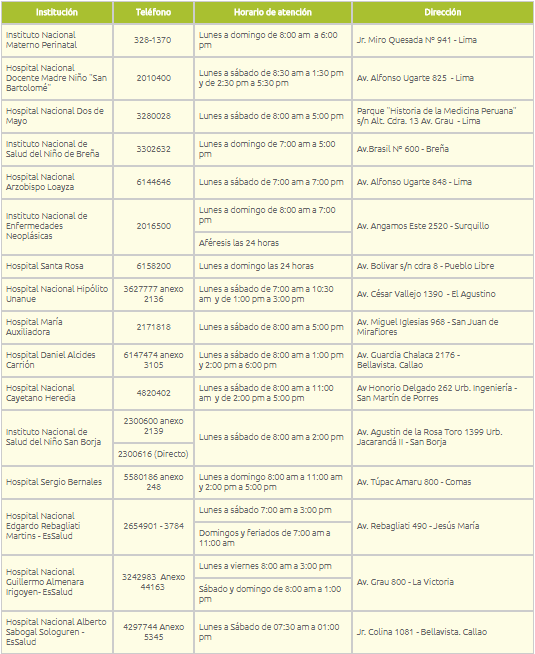 Institución Teléfono Horario de atención Dirección
Instituto Nacional
Materno Perinatal
328-1370
Lunes a domingo de 8:00 am a 6:00
pm
Jr. Miro Quesada Nº 941 - Lima
Hospital Nacional
Docente Madre Niño "San
Bartolomé"
2010400
Lunes a sábado de 8:30 am a 1:30 pm
y de 2:30 pm a 5:30 pm
Av. Alfonso Ugarte 825 - Lima
Hospital Nacional Dos de
Mayo
3280028
Lunes a sábado de 8:00 am a 5:00 pm
Parque "Historia de la Medicina Peruana"
s/n Alt. Cdra. 13 Av. Grau - Lima
Instituto Nacional de
Salud del Niño de Breña
3302632
Lunes a domingo de 7:00 am a 5:00
pm
Av.Brasil Nº 600 - Breña
Hospital Nacional
Arzobispo Loayza
6144646
Lunes a sábado de 7:00 am a 7:00 pm
Av. Alfonso Ugarte 848 - Lima
Instituto Nacional de
Enfermedades
Neoplásicas
2016500
Lunes a domingo de 8:00 am a 7:00
pm
Aféresis las 24 horas
Av. Angamos Este 2520 - Surquillo
Hospital Santa Rosa
6158200
Lunes a domingo las 24 horas
Av. Bolivar s/n cdra 8 - Pueblo Libre
Hospital Nacional Hipólito
Unanue
3627777 anexo
2136
Lunes a sábado de 7:00 am a 10:30
am y de 1:00 pm a 3:00 pm
Av. César Vallejo 1390 - El Agustino
Hospital María
Auxiliadora
2171818
Lunes a sábado de 8:00 am a 5:00 pm
Av. Miguel Iglesias 968 - San Juan de
Miraflores
Hospital Daniel Alcides
Carrión
6147474 anexo
3105
Lunes a sábado de 8:00 am a 1:00 pm
y 2:00 pm a 6:00 pm
Av. Guardia Chalaca 2176 -
Bellavista. Callao
Hospital Nacional
Cayetano Heredia
4820402
Lunes a sábado de 8:00 am a 11:00
am y de 2:00 pm a 5:00 pm
Av Honorio Delgado 262 Urb. Ingeniería -
San Martín de Porres
Instituto Nacional de
Salud del Niño San Borja
2300600 anexo
2139
2300616 (Directo)
Lunes a sábado de 8:00 am a 2:00 pm
Av. Agustin de la Rosa Toro 1399 Urb.
Jacarandá II - San Borja
Hospital Sergio Bernales
5580186 anexo
248
Lunes a domingo 8:00 am a 11:00 am
y 2:00 pm a 5:00 pm
Av. Túpac Amaru 800 - Comas
Hospital Nacional
Edgardo Rebagliati
Martins - EsSalud
2654901 - 3784
Lunes a sábado 7:00 am a 3:00 pm
Domingos y feriados de 7:00 am a
11:00 am
Av. Rebagliati 490 - Jesús María
Hospital Nacional
Guillermo Almenara
Irigoyen- EsSalud
3242983 Anexo
44163
Lunes a viernes 8:00 am a 3:00 pm
Sábado y domingo de 8:00 am a 1:00
pm
Av. Grau 800 - La Victoria
Hospital Nacional Alberto
Sabogal Sologuren -
EsSalud
4297744 Anexo
5345
Lunes a Sábado de 07:30 am a 01:00
pm
Jr. Colina 1081 - Bellavista. Callao